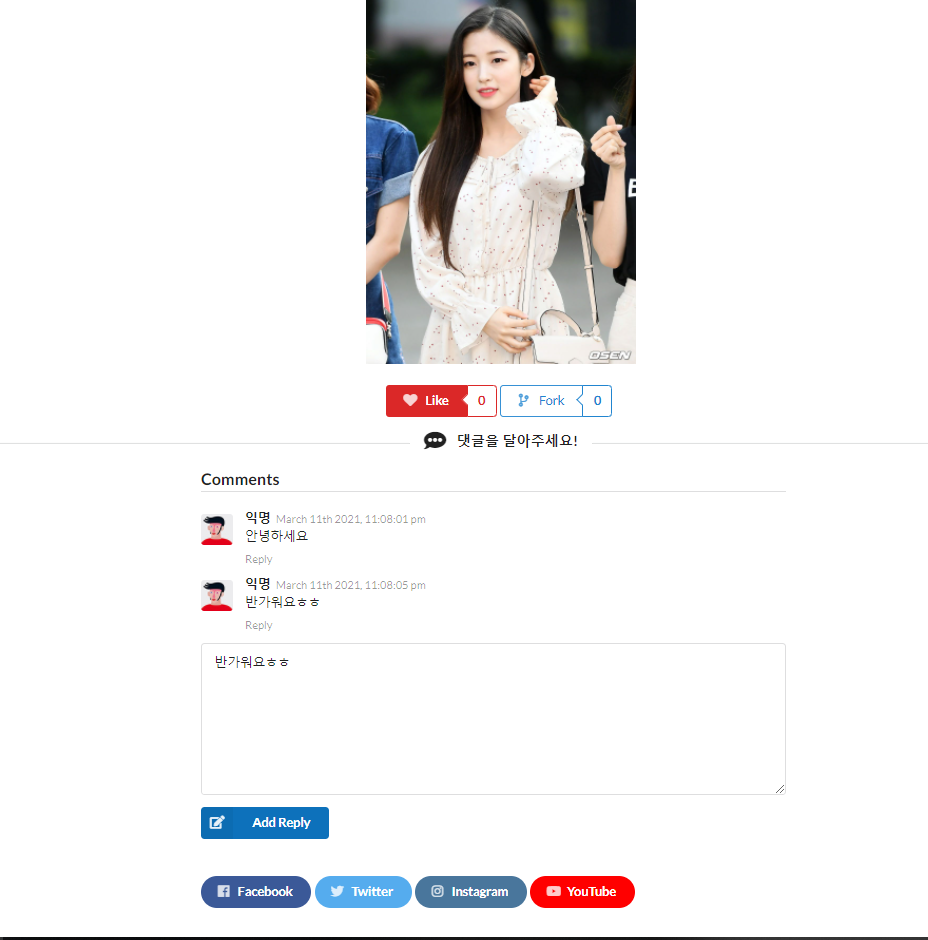 OSEN
Like 0 Fork 0
댓글을 달아주세요!
Comments
익명 March 11th 2021, 11:08:01 pm
안녕하세요
Reply
익명 March 11th 2021, 11:08:05 pm
반가워요ㅎㅎ
Reply
반가워요ㅎㅎ
Add Reply
Facebook Twitter Instagram YouTube